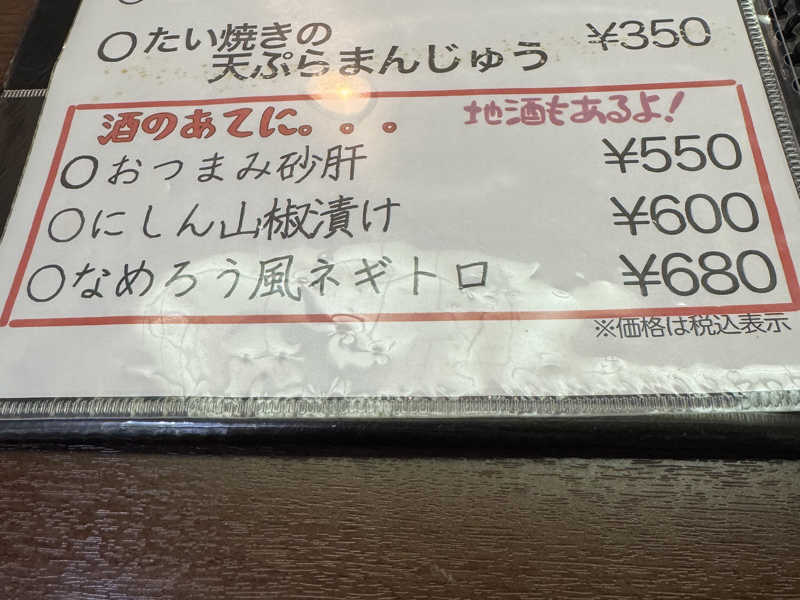 ○たい焼きの
天ぷらまんじゅう ¥350
酒のあてに。。。 地酒もあるよ!
○おつまみ砂肝 ¥550
○にしん山椒漬け ¥600
○なめろう風ネギトロ ¥680
※価格は税込表示